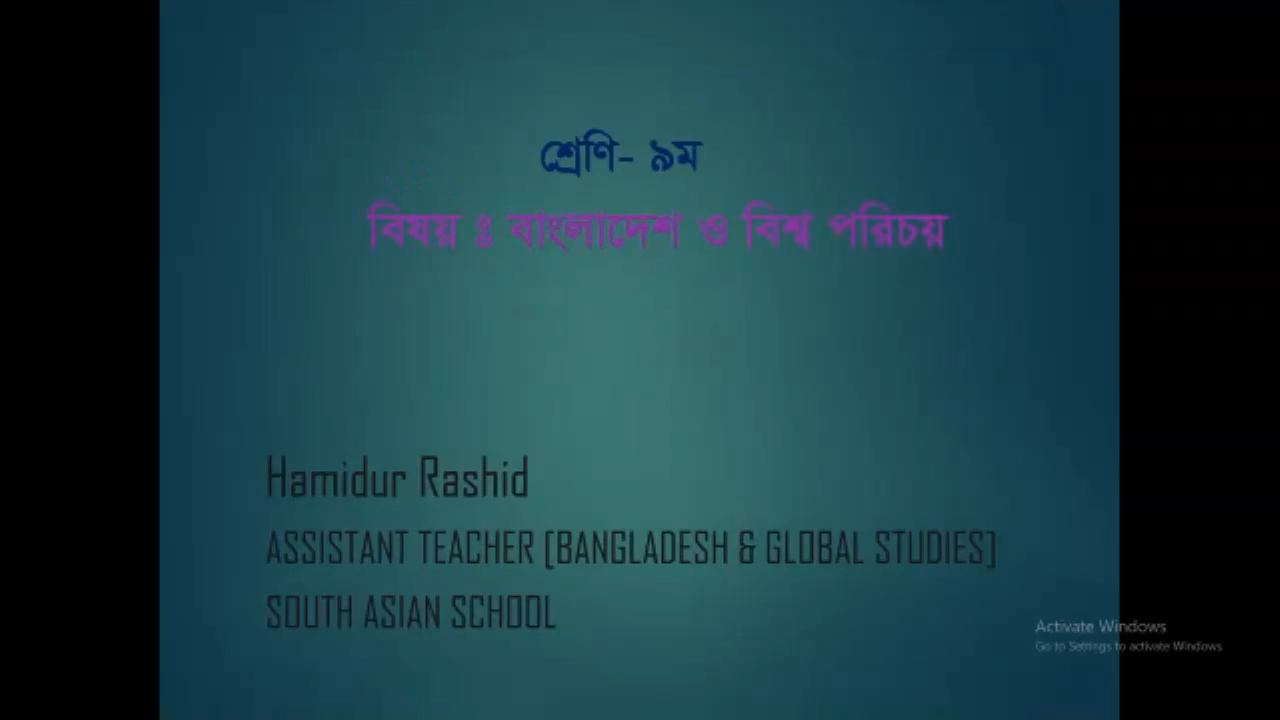 শ্রেণি- ৯ম
বিষয় ঃ বাংলাদেশ ও বিশ্ব পরিচয়
Hamidur Rashid
ASSISTANT TEACHER [BANGLADESH & GLOBAL STUDIES]
SOUTH ASIAN SCHOOL
Activate Windows
Go to Settings to activate Windows.